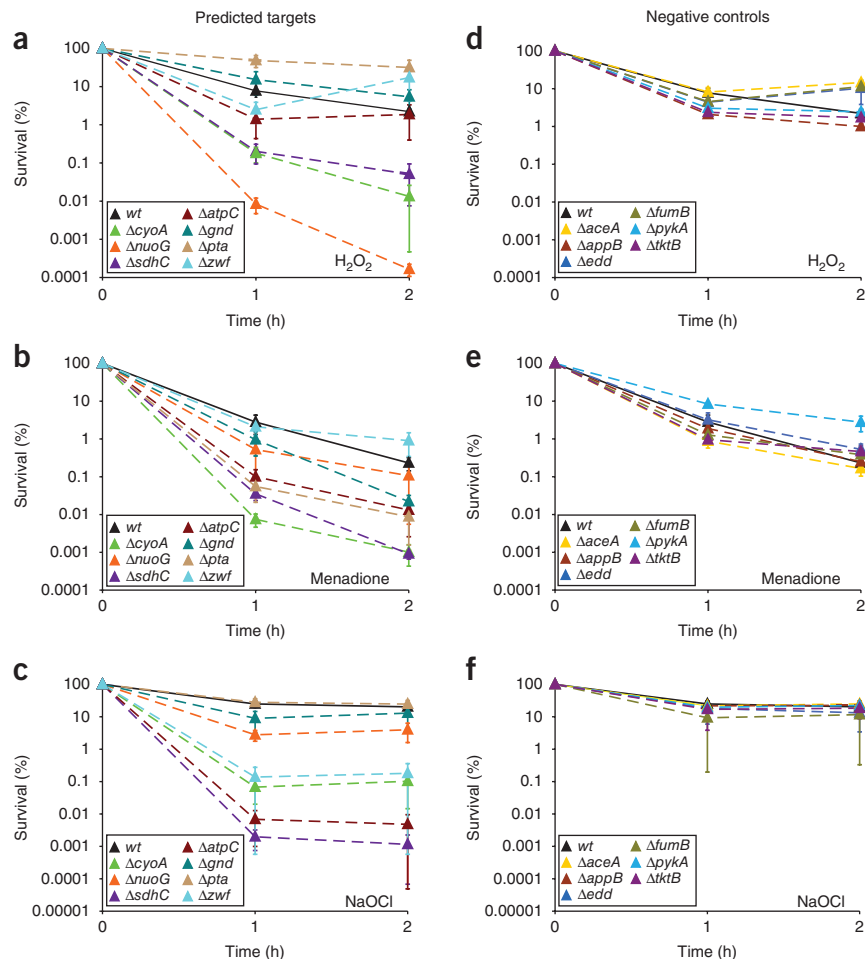 Predicted targets
Negative controls
a
Survival (%)
100
10
1
0.1
0.01
0.001
0.0001
wt
ΔcyoA
ΔnuoG
ΔsdhC
ΔatpC
Δgnd
Δpta
Δzwf
H2O2
0 1 2
Time (h)
d
Survival (%)
100
10
1
0.1
0.01
0.001
0.0001
wt
ΔaceA
ΔappB
Δedd
ΔfumB
ΔpykA
ΔtktB
H2O2
0 1 2
Time (h)
b
Survival (%)
100
10
1
0.1
0.01
0.001
0.0001
wt
ΔcyoA
ΔnuoG
ΔsdhC
ΔatpC
Δgnd
Δpta
Δzwf
Menadione
0 1 2
Time (h)
e
Survival (%)
100
10
1
0.1
0.01
0.001
0.0001
wt
ΔaceA
ΔappB
Δedd
ΔfumB
ΔpykA
ΔtktB
Menadione
0 1 2
Time (h)
c
Survival (%)
100
10
1
0.1
0.01
0.001
0.0001
0.00001
wt
ΔcyoA
ΔnuoG
ΔsdhC
ΔatpC
Δgnd
Δpta
Δzwf
NaOCl
0 1 2
Time (h)
f
Survival (%)
100
10
1
0.1
0.01
0.001
0.0001
0.00001
wt
ΔaceA
ΔappB
Δedd
ΔfumB
ΔpykA
ΔtktB
NaOCl
0 1 2
Time (h)